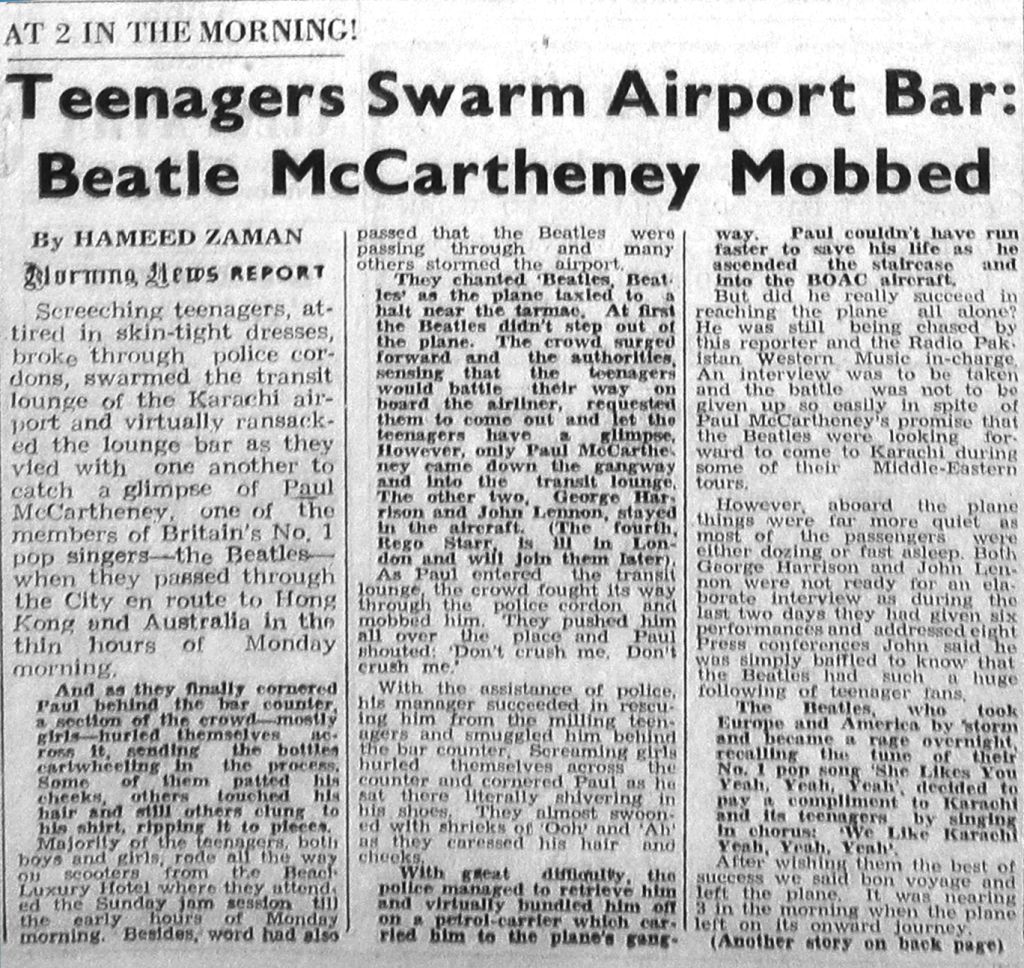 AT 2 IN THE MORNING!
Teenagers Swarm Airport Bar:
Beatle McCartheney Mobbed
By HAMEED ZAMAN
Morning News REPORT
Screeching teenagers, at-
tired in skin-tight dresses,
broke through police cor-
dons, swarmed the transit
lounge of the Karachi air-
port and virtually ransack-
ed the lounge bar as they
vied with one another to
catch a glimpse of Paul
McCartheney, one of the
members of Britain's No. 1
pop singers—the Beatles—
when they passed through
the City en route to Hong
Kong and Australia in the
thin hours of Monday
morning.
And as they finally cornered
Paul behind the bar counter,
a section of the crowd—mostly
girls—hurled themselves ac-
ross it, sending the bottles
cartwheeling in the process.
Some of them patted his
cheeks, others touched his
hair and still others clung to
his shirt, ripping it to pieces.
Majority of the teenagers, both
boys and girls, rode all the way
on scooters from the Beach
Luxury Hotel where they attend-
ed the Sunday jam session till
the early hours of Monday
morning. Besides, word had also
passed that the Beatles were
passing through and many
others stormed the airport.
They chanted 'Beatles, Beat-
les' as the plane taxied to a
halt near the tarmac. At first
the Beatles didn't step out of
the plane. The crowd surged
forward and the authorities,
sensing that the teenagers
would battle their way on
board the airliner, requested
them to come out and let the
teenagers have a glimpse.
However, only Paul McCarthe-
ney came down the gangway
and into the transit lounge.
The other two, George Har-
rison and John Lennon, stayed
in the aircraft. (The fourth,
Rego Starr, is ill in Lon-
don and will join them later).
As Paul entered the transit
lounge, the crowd fought its way
through the police cordon and
mobbed him. They pushed him
all over the place and Paul
shouted: 'Don't crush me, Don't
crush me.'
With the assistance of police,
his manager succeeded in rescu-
ing him from the milling teen-
agers and smuggled him behind
the bar counter. Screaming girls
hurled themselves across the
counter and cornered Paul as he
sat there literally shivering in
his shoes. They almost swoon-
ed with shrieks of 'Ooh' and 'Ah'
as they caressed his hair and
cheeks.
With great difficulty, the
police managed to retrieve him
and virtually bundled him off
on a petrol-carrier which car-
ried him to the plane's gang-
way. Paul couldn't have run
faster to save his life as he
ascended the staircase and
into the BOAC aircraft.
But did he really succeed in
reaching the plane all alone?
He was still being chased by
this reporter and the Radio Pak-
istan Western Music in-charge.
An interview was to be taken
and the battle was not to be
given up so easily in spite of
Paul McCartheney's promise that
the Beatles were looking for-
ward to come to Karachi during
some of their Middle-Eastern
tours.
However, aboard the plane
things were far more quiet as
most of the passengers were
either dozing or fast asleep. Both
George Harrison and John Len-
non were not ready for an ela-
borate interview as during the
last two days they had given six
performances and addressed eight
Press conferences John said he
was simply baffled to know that
the Beatles had such a huge
following of teenager fans.
The Beatles, who took
Europe and America by 'storm
and became a rage overnight,
recalling the tune of their
No. 1 pop song 'She Likes You
Yeah, Yeah, Yeah', decided to
pay a compliment to Karachi
and its teenagers by singing
in chorus: 'We Like Karachi
Yeah, Yeah, Yeah'.
After wishing them the best of
success we said bon voyage and
left the plane. It was nearing
3 in the morning when the plane
left on its onward journey.
(Another story on back page)